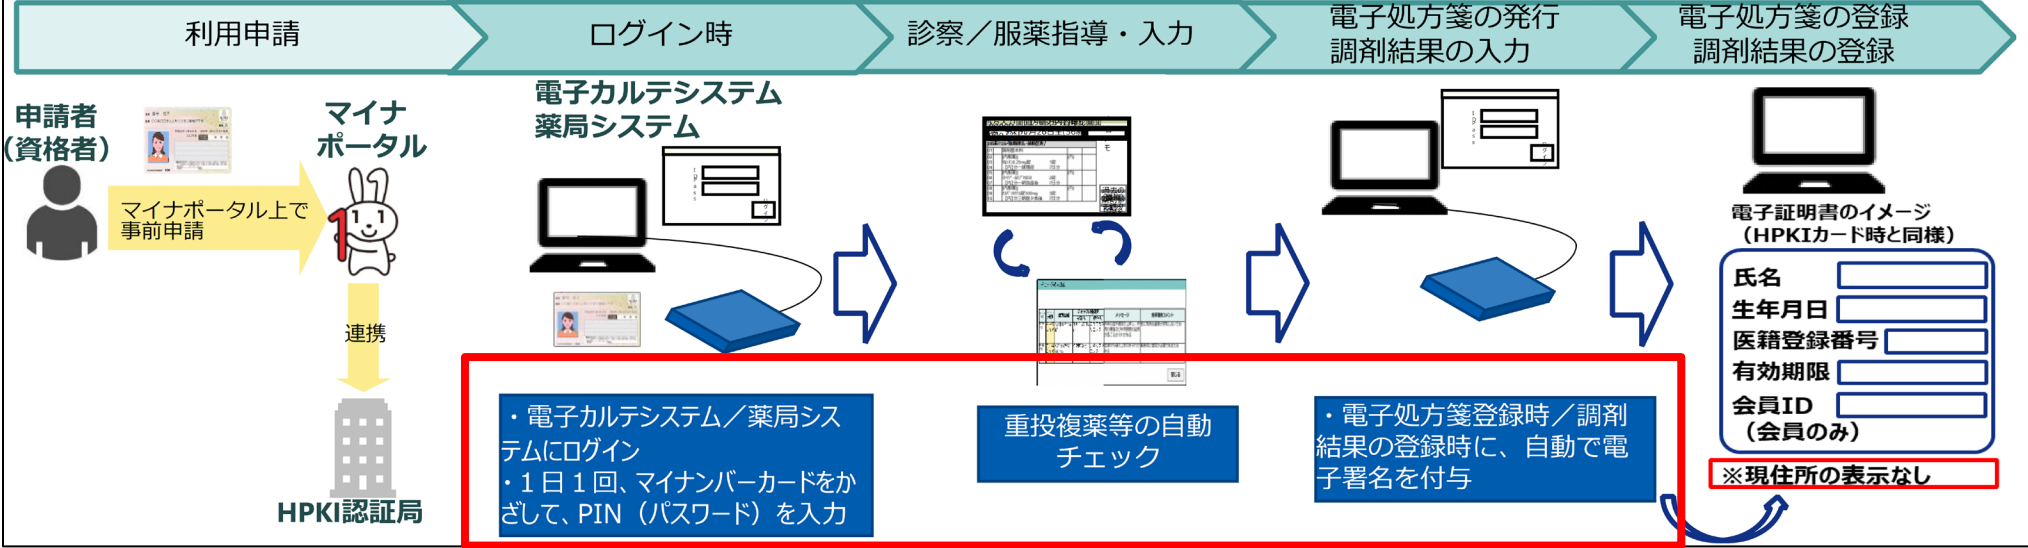 利用申請
ログイン時
診察／服薬指導・入力
電子処方箋の発行
調剤結果の入力
電子処方箋の登録
調剤結果の登録
申請者
(資格者)
マイナ
ポータル
マイナポータル上で
事前申請
連携
HPKI認証局
電子カルテシステム
薬局システム
・電子カルテシステム／薬局シス
テムにログイン
・１日１回、マイナンバーカードをか
ざして、PIN（パスワード）を入力
重投複薬等の自動
チェック
・電子処方箋登録時／調剤
結果の登録時に、自動で電
子署名を付与
電子証明書のイメージ
（HPKIカード時と同様）
氏名
生年月日
医籍登録番号
有効期限
会員ID
（会員のみ）
※現住所の表示なし